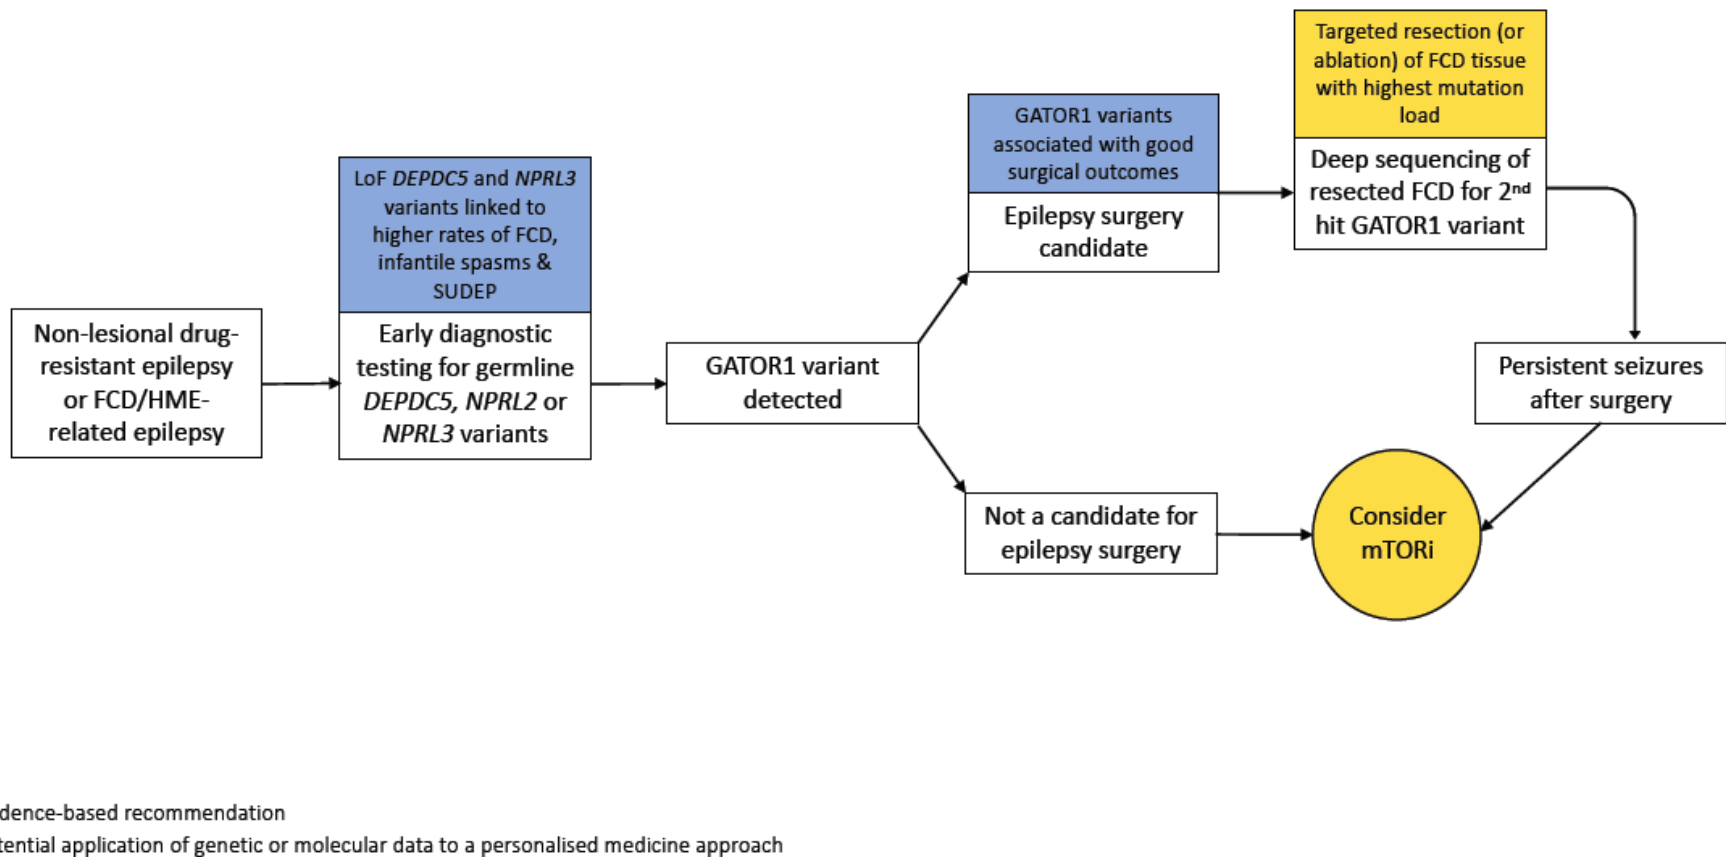 Non-lesional drug-
resistant epilepsy
or FCD/HME-
related epilepsy
LoF DEPDC5 and NPRL3
variants linked to
higher rates of FCD,
infantile spasms &
SUDEP
Early diagnostic
testing for germline
DEPDC5, NPRL2 or
NPRL3 variants
GATOR1 variant
detected
GATOR1 variants
associated with good
surgical outcomes
Epilepsy surgery
candidate
Targeted resection (or
ablation) of FCD tissue
with highest mutation
load
Deep sequencing of
resected FCD for 2nd
hit GATOR1 variant
Persistent seizures
after surgery
Not a candidate for
epilepsy surgery
Consider
mTORi
dence-based recommendation
tential application of genetic or molecular data to a personalised medicine approach